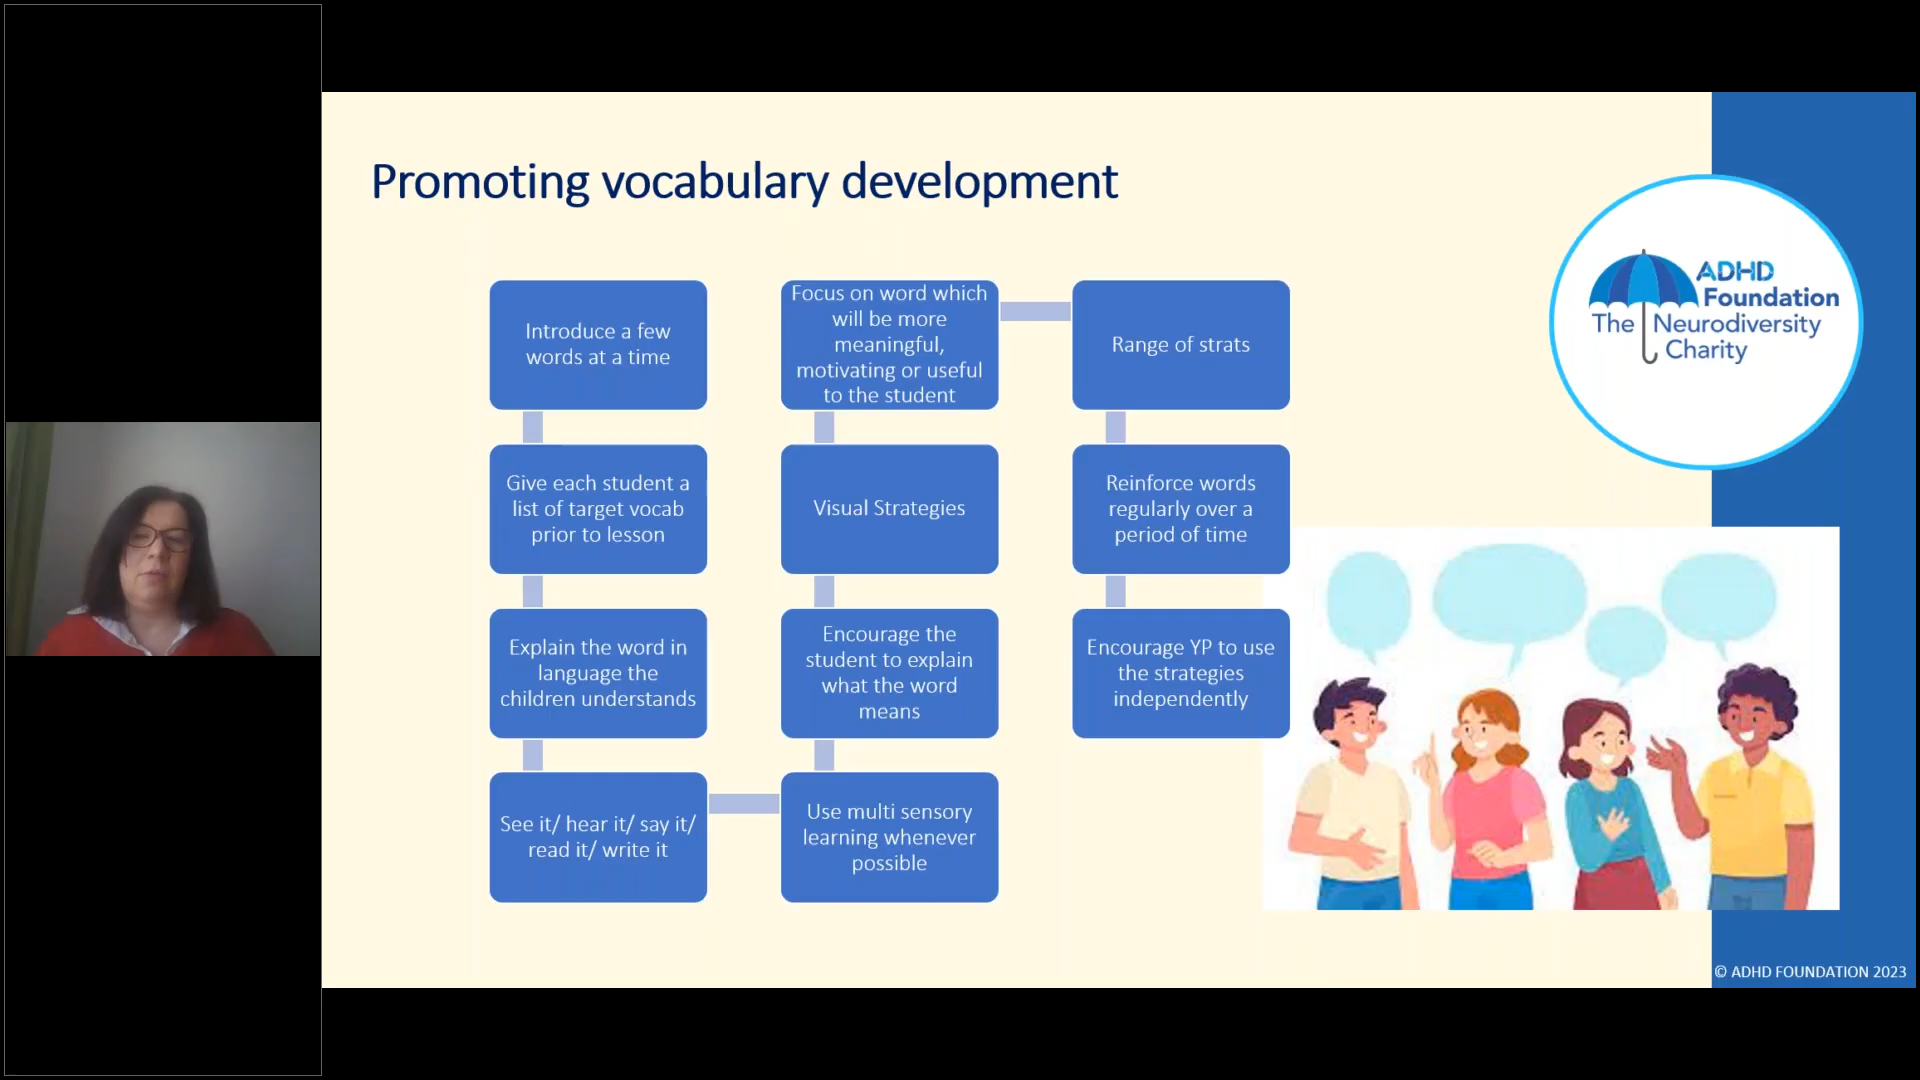 Promoting vocabulary development
Introduce a few
words at a time
Give each student a
list of target vocab
prior to lesson
Explain the word in
language the
children understands
See it/ hear it/ say it/
read it/ write it
Use multi sensory
learning whenever
possible
Encourage the
student to explain
what the word
means
Visual Strategies
Focus on word which
will be more
meaningful,
motivating or useful
to the student
Range of strats
Reinforce words
regularly over a
period of time
Encourage YP to use
the strategies
independently
ADHD
Foundation
The Neurodiversity
Charity
© ADHD FOUNDATION 2023